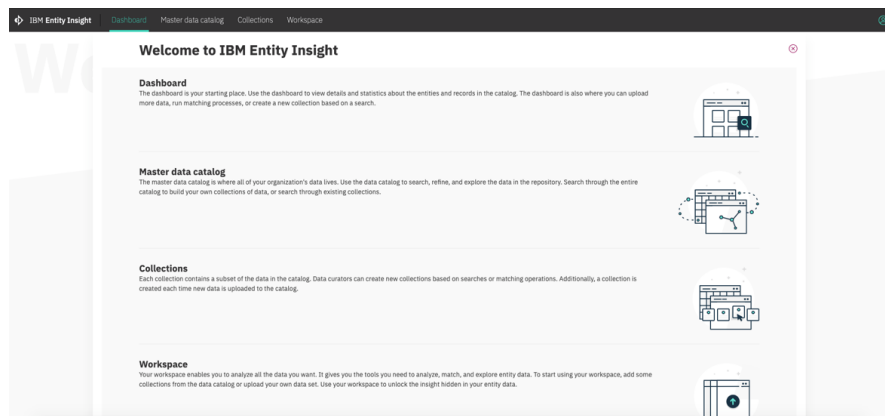 IBM Entity Insight Dashboard Master data catalog Collections Workspace
We
Welcome to IBM Entity Insight
Dashboard
The dashboard is your starting place. Use the dashboard to view details and statistics about the entities and records in the catalog. The dashboard is also where you can upload
more data, run matching processes, or create a new collection based on a search.
Master data catalog
The master data catalog is where all of your organization's data lives. Use the data catalog to search, refine, and explore the data in the repository. Search through the entire
catalog to build your own collections of data, or search through existing collections.
Collections
Each collection contains a subset of the data in the catalog. Data curators can create new collections based on searches or matching operations. Additionally, a collection is
created each time new data is uploaded to the catalog.
Workspace
Your workspace enables you to analyze all the data you want. It gives you the tools you need to analyze, match, and explore entity data. To start using your workspace, add some
collections from the data catalog or upload your own data set. Use your workspace to unlock the insight hidden in your entity data.